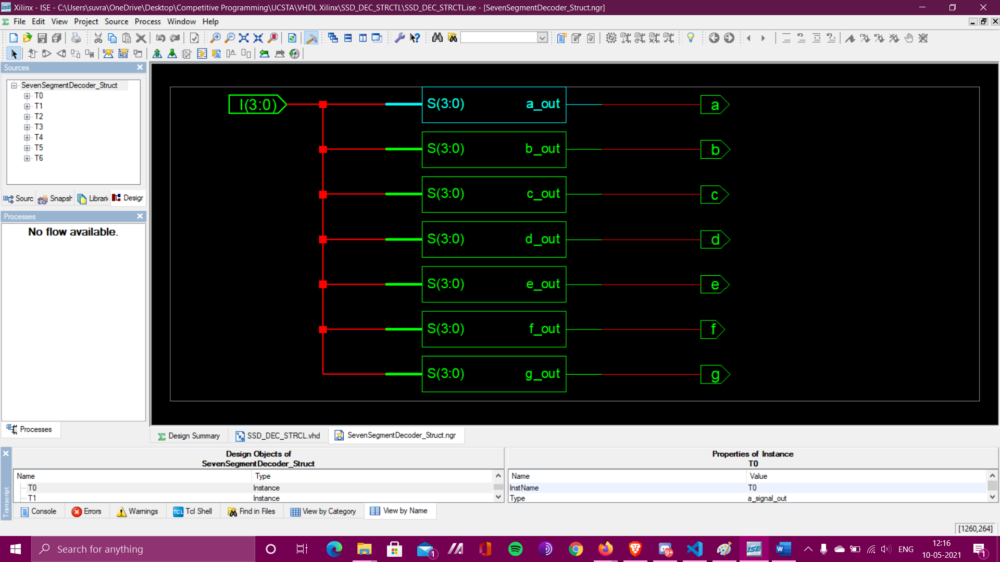 Xilinx - ISE - C:\Users\suvra\OneDrive\Desktop\Competitive Programming\UCSTA\VHDL Xilinx\SSD_DEC_STRCTL\SSD_DEC_STRCTL.ise - [SevenSegmentDecoder_Struct.ngr]
File Edit View Project Source Process Window Help
Sources
SevenSegmentDecoder_Struct
T0
T1
T2
T3
T4
T5
T6
Sourc Snapsh Librari Desigr
Processes
No flow available.
Processes
I(3:0) S(3:0) a_out a
S(3:0) b_out b
S(3:0) c_out c
S(3:0) d_out d
S(3:0) e_out e
S(3:0) f_out f
S(3:0) g_out g
Design Summary SSD_DEC_STRCL.vhd SevenSegmentDecoder_Struct.ngr
Transcript
Design Objects of
SevenSegmentDecoder_Struct
Name Type
T0 Instance
T1 Instance
Properties of Instance
T0
Name Value
InstName T0
Type a_signal_out
Console Errors Warnings TCL Tcl Shell Find in Files View by Category View by Name
[1260,264]
Search for anything
1
9+
ISE
ENG
12:16
10-05-2021
1